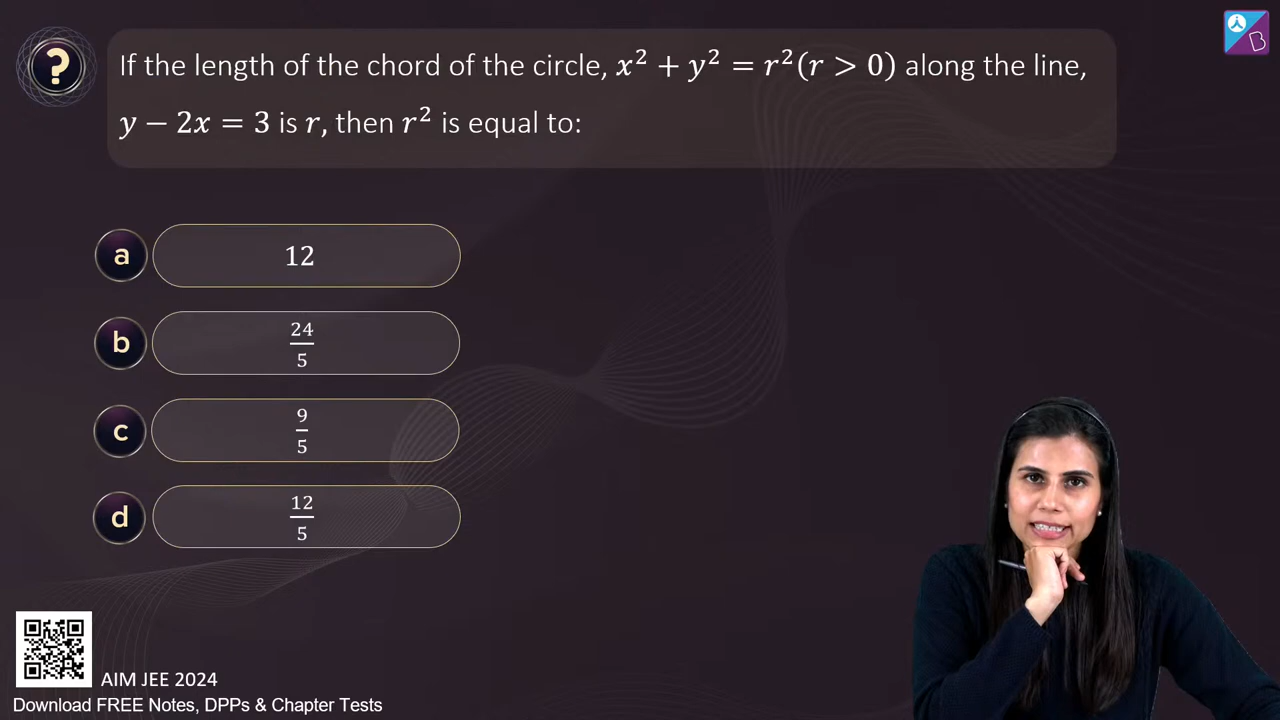 ?
If the length of the chord of the circle, x² + y² = r² (r > 0) along the line,
y − 2x = 3 is r, then r² is equal to:
a 12
b 24/5
c 9/5
d 12/5
B
AIM JEE 2024
Download FREE Notes, DPPs & Chapter Tests